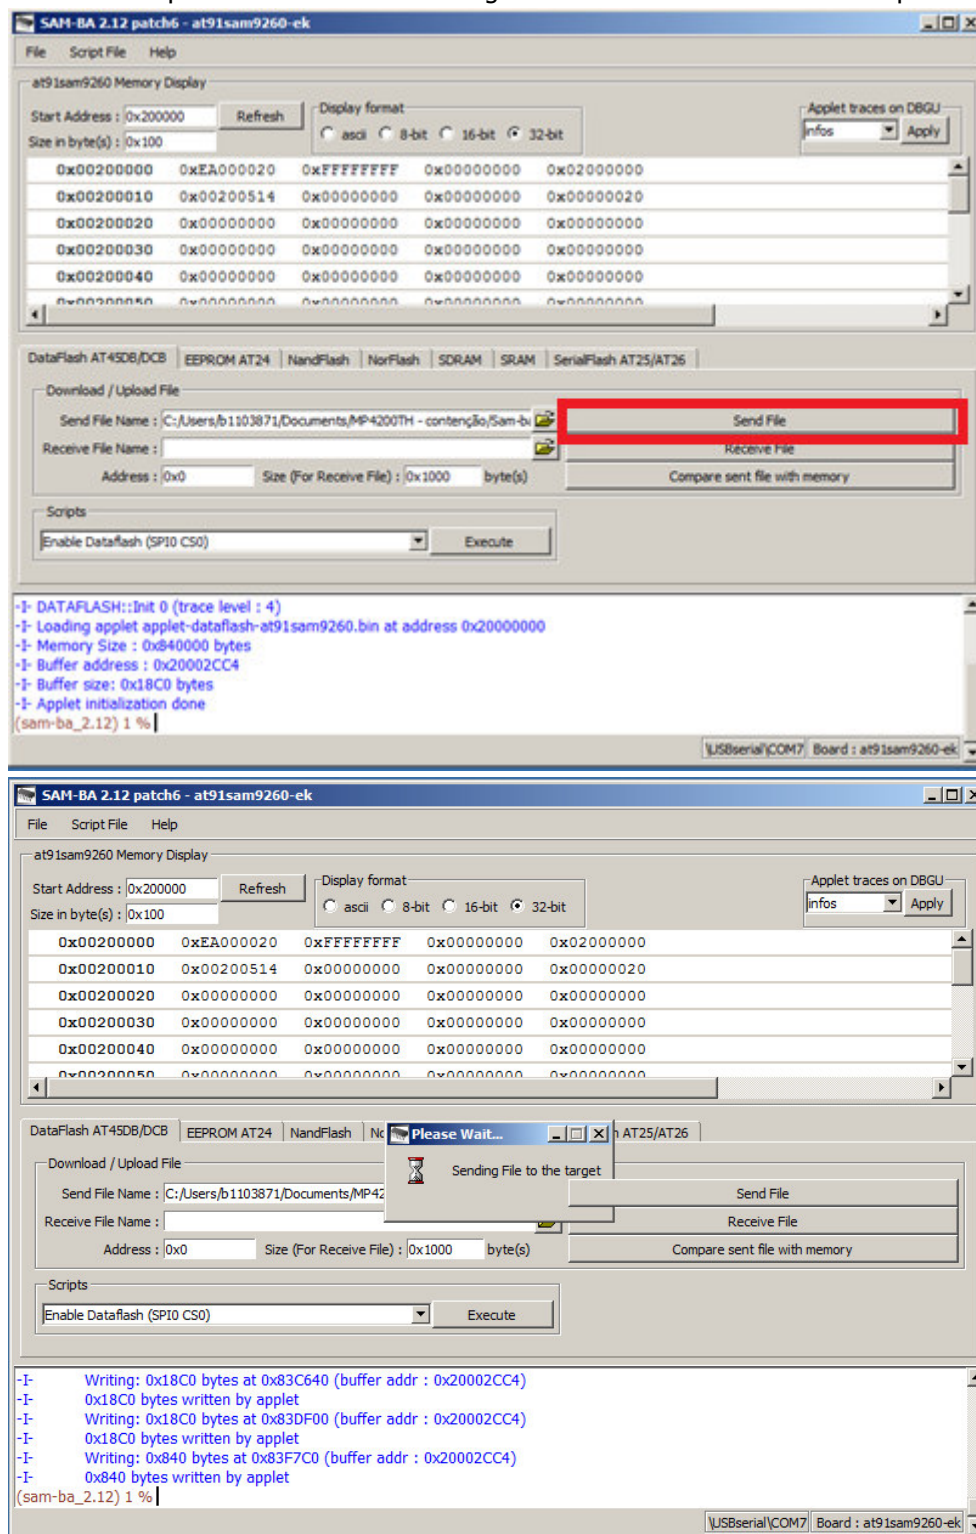 SAM-BA 2.12 patch6 - at91sam9260-ek
File Script File Help
at91sam9260 Memory Display
Start Address : 0x200000 Refresh
Size in byte(s) : 0x100
Display format
ascii 8-bit 16-bit 32-bit
Applet traces on DBGU
infos Apply
0x00200000 0xEA000020 0xFFFFFFFF 0x00000000 0x02000000
0x00200010 0x00200514 0x00000000 0x00000000 0x00000020
0x00200020 0x00000000 0x00000000 0x00000000 0x00000000
0x00200030 0x00000000 0x00000000 0x00000000 0x00000000
0x00200040 0x00000000 0x00000000 0x00000000 0x00000000
0x00200050 0x00000000 0x00000000 0x00000000 0x00000000
DataFlash AT45DB/DCB EEPROM AT24 NandFlash NorFlash SDRAM SRAM SerialFlash AT25/AT26
Download / Upload File
Send File Name : C:/Users/b1103871/Documents/MP4200TH - contenção/Sam-ba Send File
Receive File Name : Receive File
Address : 0x0 Size (For Receive File) : 0x1000 byte(s) Compare sent file with memory
Scripts
Enable Dataflash (SPI0 CS0) Execute
-I- DATAFLASH::Init 0 (trace level : 4)
-I- Loading applet applet-dataflash-at91sam9260.bin at address 0x20000000
-I- Memory Size : 0x840000 bytes
-I- Buffer address : 0x20002CC4
-I- Buffer size: 0x18C0 bytes
-I- Applet initialization done
(sam-ba_2.12) 1 %
\USBserial\COM7 Board : at91sam9260-ek
SAM-BA 2.12 patch6 - at91sam9260-ek
File Script File Help
at91sam9260 Memory Display
Start Address : 0x200000 Refresh
Size in byte(s) : 0x100
Display format
ascii 8-bit 16-bit 32-bit
Applet traces on DBGU
infos Apply
0x00200000 0xEA000020 0xFFFFFFFF 0x00000000 0x02000000
0x00200010 0x00200514 0x00000000 0x00000000 0x00000020
0x00200020 0x00000000 0x00000000 0x00000000 0x00000000
0x00200030 0x00000000 0x00000000 0x00000000 0x00000000
0x00200040 0x00000000 0x00000000 0x00000000 0x00000000
0x00200050 0x00000000 0x00000000 0x00000000 0x00000000
DataFlash AT45DB/DCB EEPROM AT24 NandFlash No h AT25/AT26
Please Wait...
Sending File to the target
Download / Upload File
Send File Name : C:/Users/b1103871/Documents/MP42 Send File
Receive File Name : Receive File
Address : 0x0 Size (For Receive File) : 0x1000 byte(s) Compare sent file with memory
Scripts
Enable Dataflash (SPI0 CS0) Execute
-I- Writing: 0x18C0 bytes at 0x83C640 (buffer addr : 0x20002CC4)
-I- 0x18C0 bytes written by applet
-I- Writing: 0x18C0 bytes at 0x83DF00 (buffer addr : 0x20002CC4)
-I- 0x18C0 bytes written by applet
-I- Writing: 0x840 bytes at 0x83F7C0 (buffer addr : 0x20002CC4)
-I- 0x840 bytes written by applet
(sam-ba_2.12) 1 %
\USBserial\COM7 Board : at91sam9260-ek